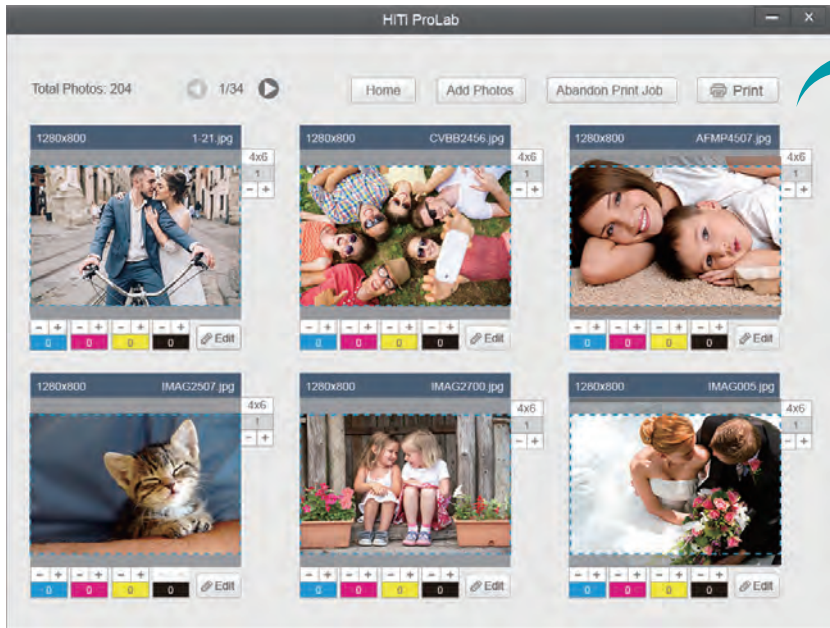 HiTi ProLab
Total Photos: 204
1/34
Home
Add Photos
Abandon Print Job
Print
1280x800 1-21.jpg
4x6
1
- +
1280x800 CVBB2456.jpg
4x6
1
- +
1280x800 AFMP4507.jpg
4x6
1
- +
- + - + - + - +
0 0 0 0
Edit
- + - + - + - +
0 0 0 0
Edit
- + - + - + - +
0 0 0 0
Edit
1280x800 IMAG2507.jpg
4x6
1
- +
1280x800 IMAG2700.jpg
4x6
1
- +
1280x800 IMAG005.jpg
4x6
1
- +
- + - + - +
0 0 0 0
Edit
- + - + - + - +
0 0 0 0
Edit
- + - + - + - +
0 0 0 0
Edit